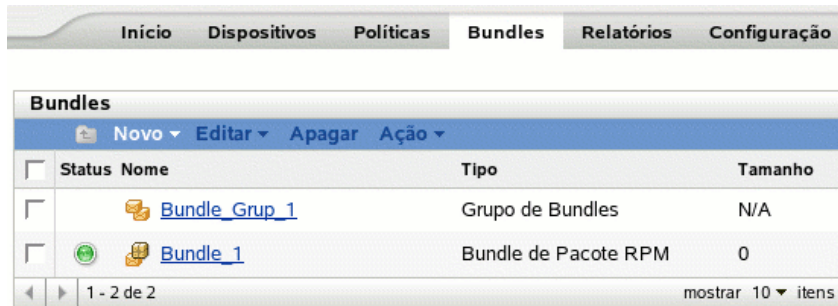 Início Dispositivos Políticas Bundles Relatórios Configuração
Bundles
Novo Editar Apagar Ação
Status Nome Tipo Tamanho
Bundle_Grup_1 Grupo de Bundles N/A
Bundle_1 Bundle de Pacote RPM 0
1 - 2 de 2 mostrar 10 itens